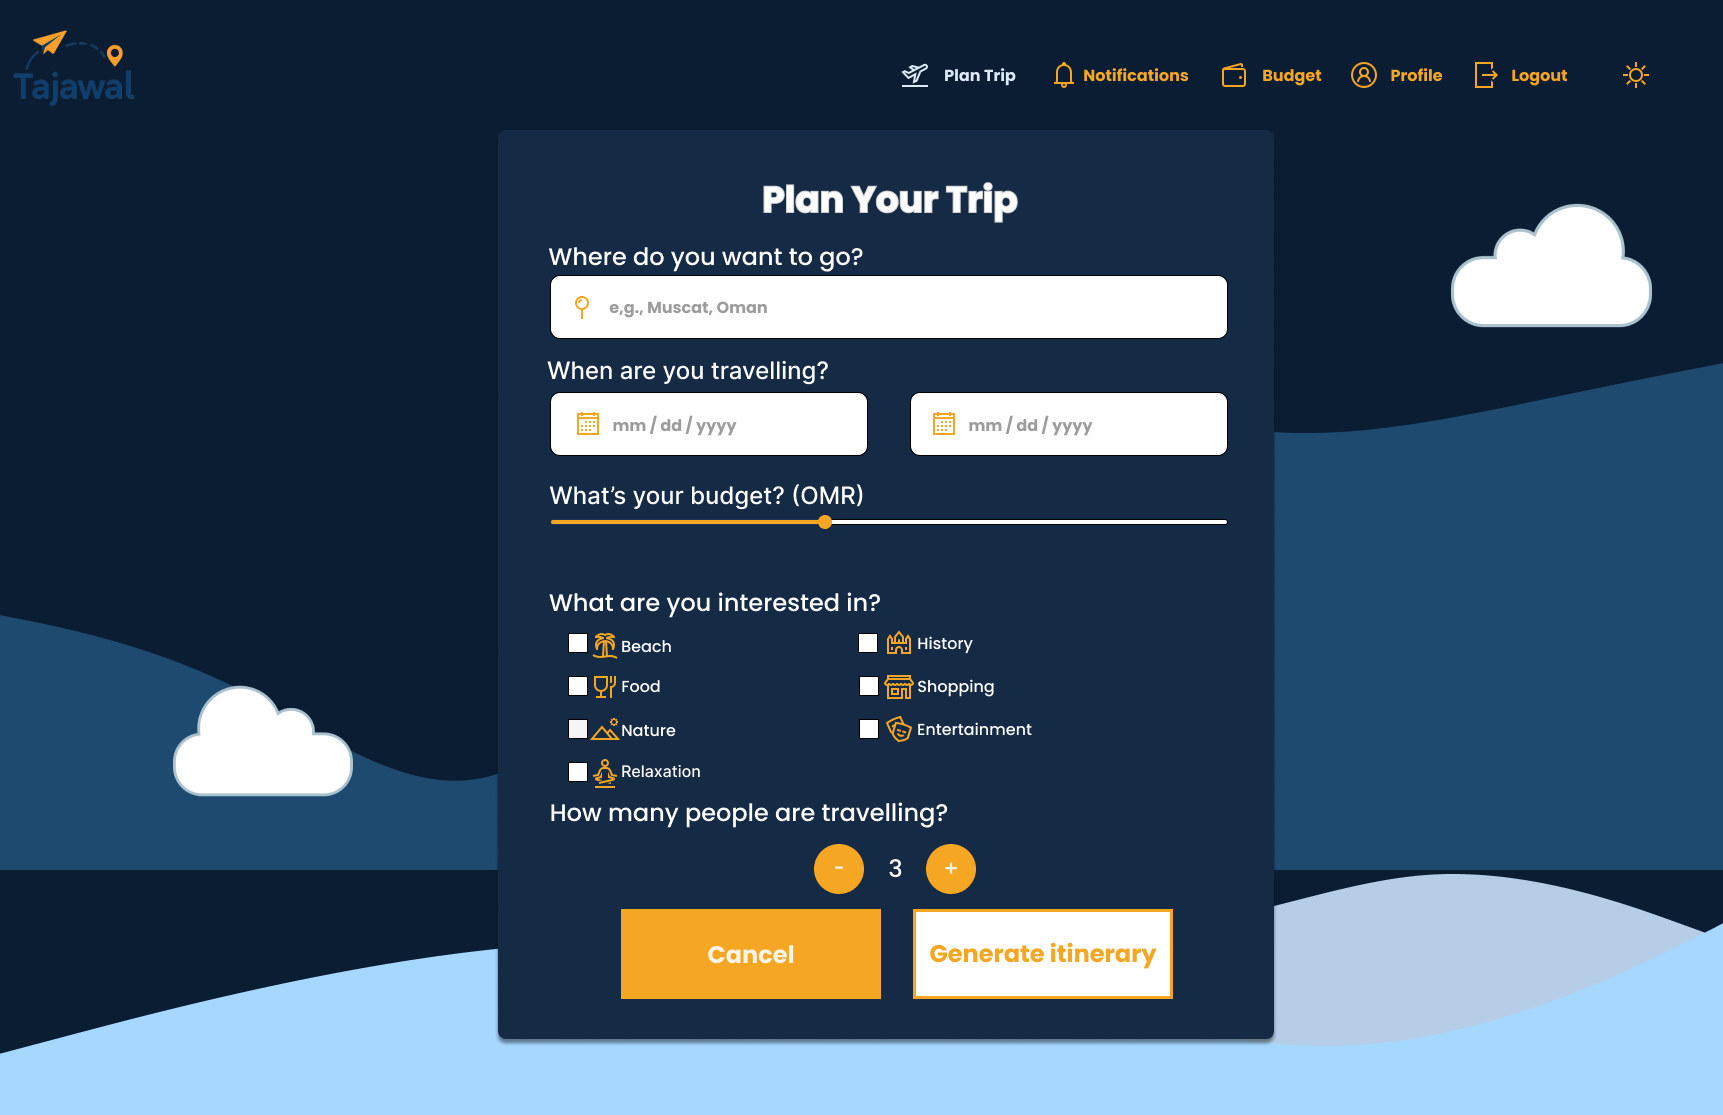 Tajawal
Plan Trip
Notifications
Budget
Profile
Logout
Plan Your Trip
Where do you want to go?
e,g., Muscat, Oman
When are you travelling?
mm / dd / yyyy
mm / dd / yyyy
What's your budget? (OMR)
What are you interested in?
Beach
History
Food
Shopping
Nature
Entertainment
Relaxation
How many people are travelling?
- 3 +
Cancel
Generate itinerary